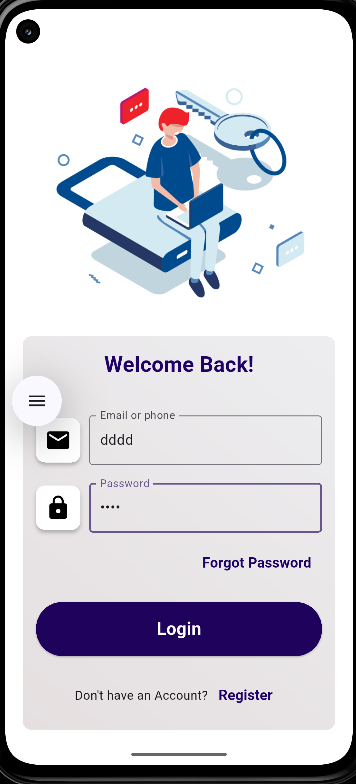 Welcome Back!
Email or phone
dddd
Password
••••
Forgot Password
Login
Don't have an Account? Register